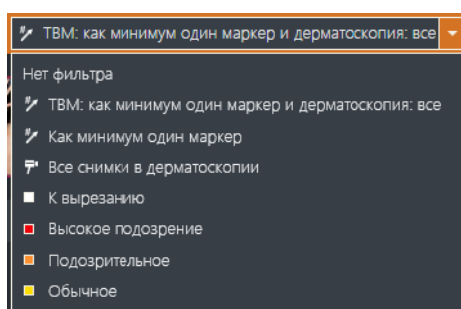 ТВМ: как минимум один маркер и дерматоскопия: все
Нет фильтра
ТВМ: как минимум один маркер и дерматоскопия: все
Как минимум один маркер
Все снимки в дерматоскопии
К вырезанию
Высокое подозрение
Подозрительное
Обычное